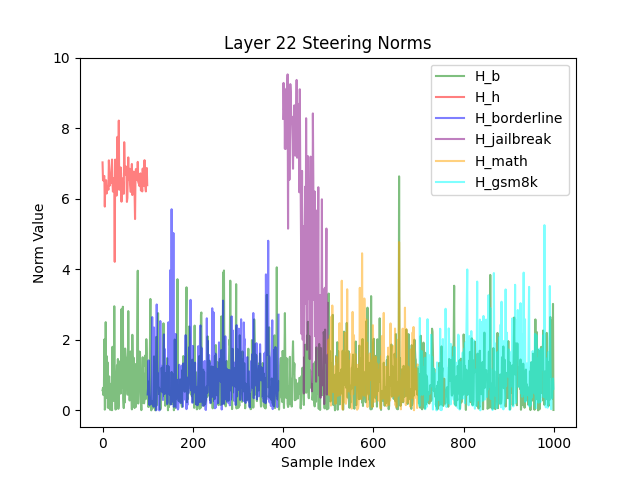 Layer 22 Steering Norms
Norm Value
10
8
6
4
2
0
H_b
H_h
H_borderline
H_jailbreak
H_math
H_gsm8k
0
200
400
600
800
1000
Sample Index